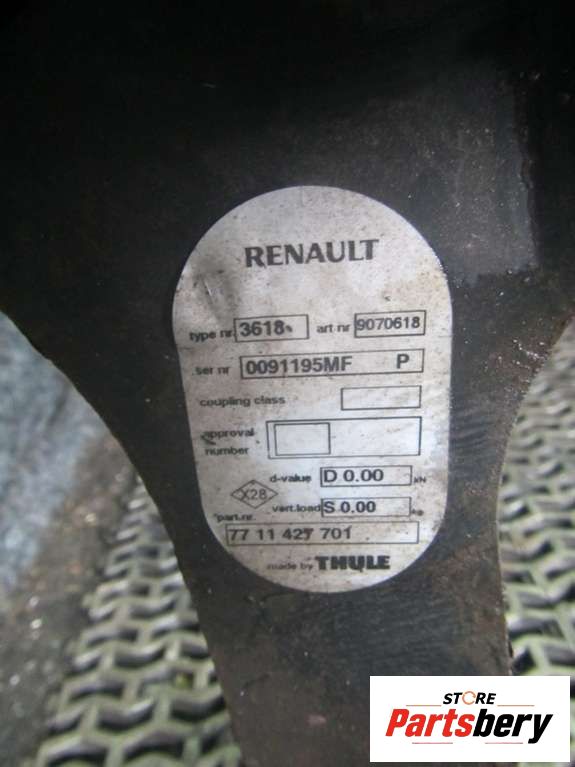 RENAULT
type nr. 3618 art nr 9070618
ser nr 0091195MF P
coupling class
approval
number
d-value D 0.00 kN
X28
vert.load S 0.00 kg
part.nr.
77 11 427 701
made by THULE
STORE
Partsbery